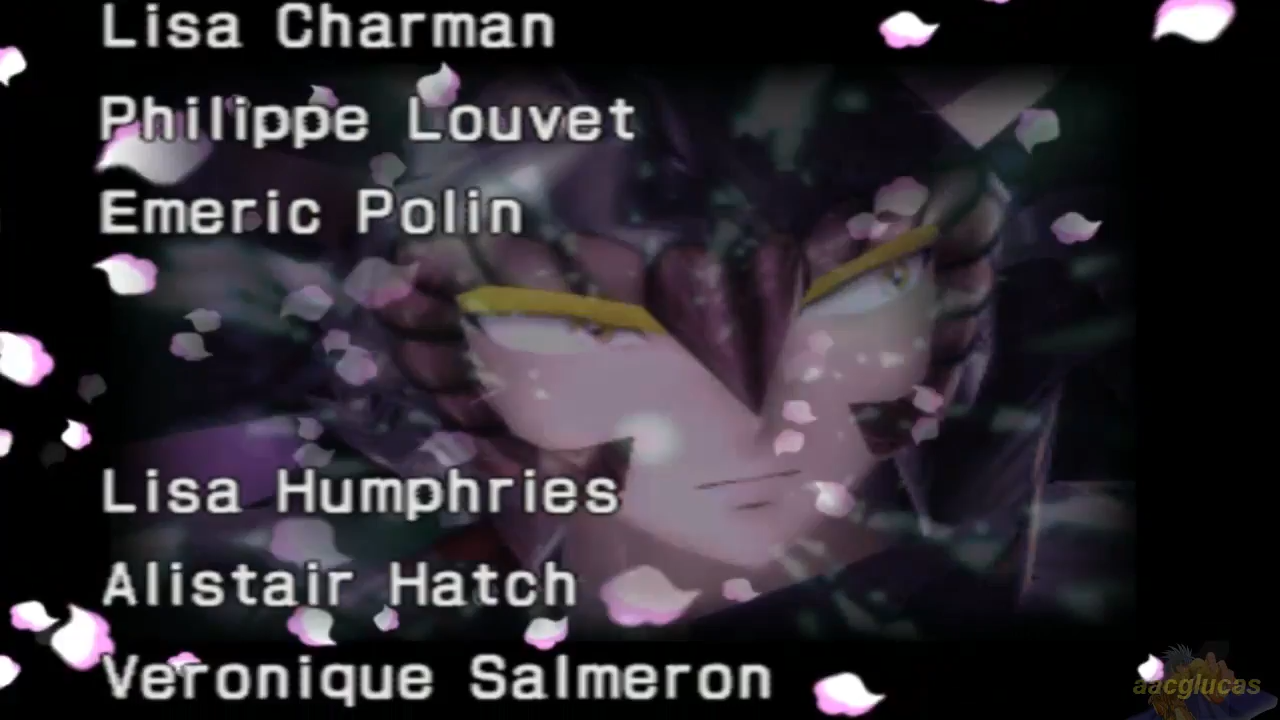 Lisa Charman
Philippe Louvet
Emeric Polin
Lisa Humphries
Alistair Hatch
Veronique Salmeron
aacglucas